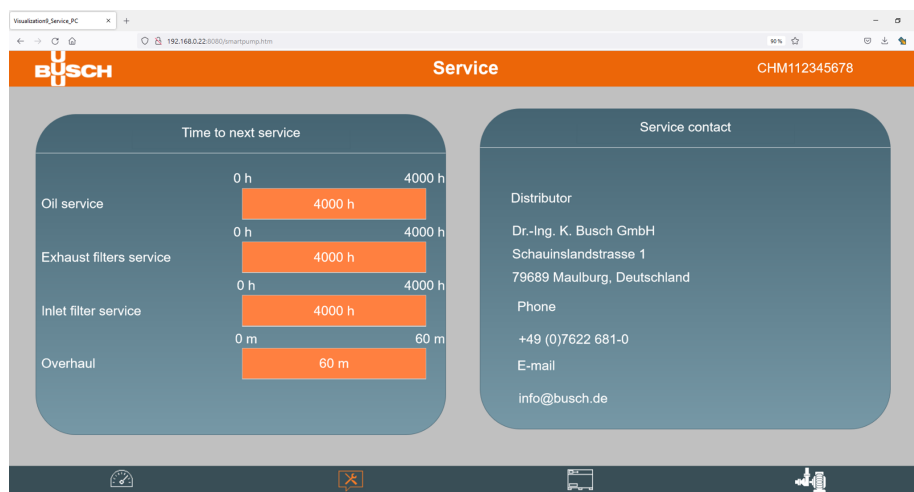 Visualization9_Service_PC
192.168.0.22:8080/smartpump.htm
90%
BUSCH
Service
CHM112345678
Time to next service
0 h 4000 h
Oil service 4000 h
0 h 4000 h
Exhaust filters service 4000 h
0 h 4000 h
Inlet filter service 4000 h
0 m 60 m
Overhaul 60 m
Service contact
Distributor
Dr.-Ing. K. Busch GmbH
Schauinslandstrasse 1
79689 Maulburg, Deutschland
Phone
+49 (0)7622 681-0
E-mail
info@busch.de